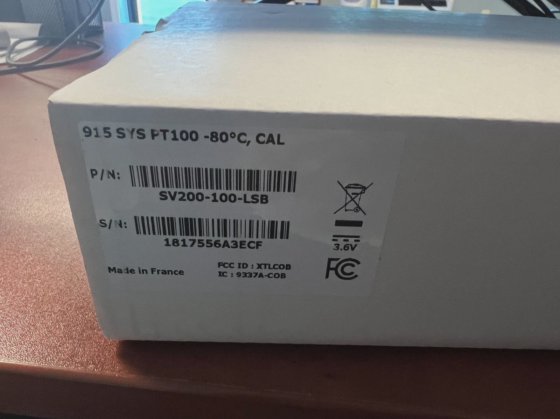 915 SYS PT100 -80°C, CAL
P/N:
SV200-100-LSB
S/N:
1817556A3ECF
3.6V
Made in France
FCC ID : XTLCOB
IC : 9337A-COB
FC